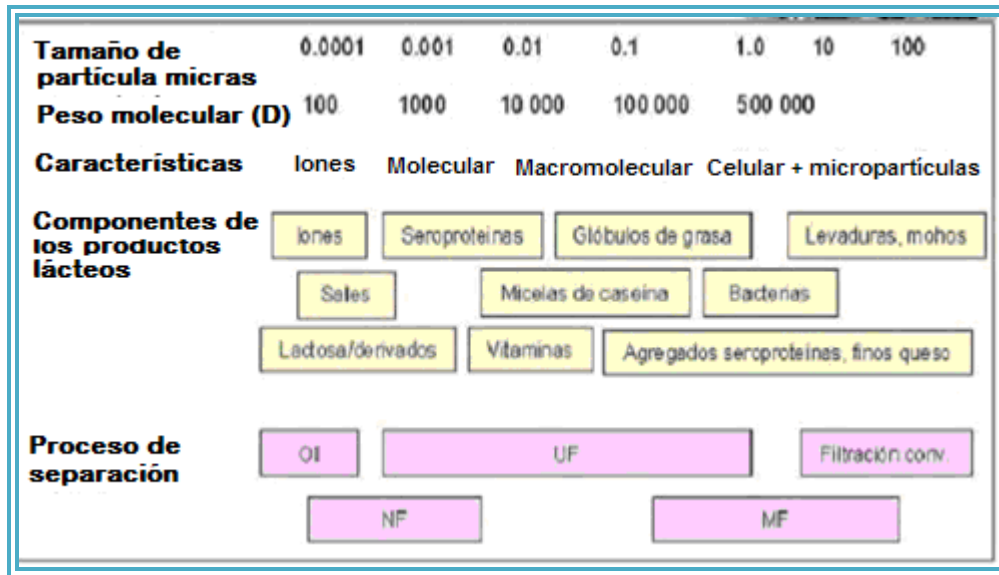 Tamaño de
partícula micras
0.0001 0.001 0.01 0.1 1.0 10 100
Peso molecular (D) 100 1000 10 000 100 000 500 000
Características Iones Molecular Macromolecular Celular + micropartículas
Componentes de
los productos
lácteos
Iones Seroproteinas Glóbulos de grasa Levaduras, mohos
Sales Micelas de caseina Bacterias
Lactosa/derivados Vitaminas Agregados seroproteínas, finos queso
Proceso de
separación
OI UF Filtración conv.
NF MF